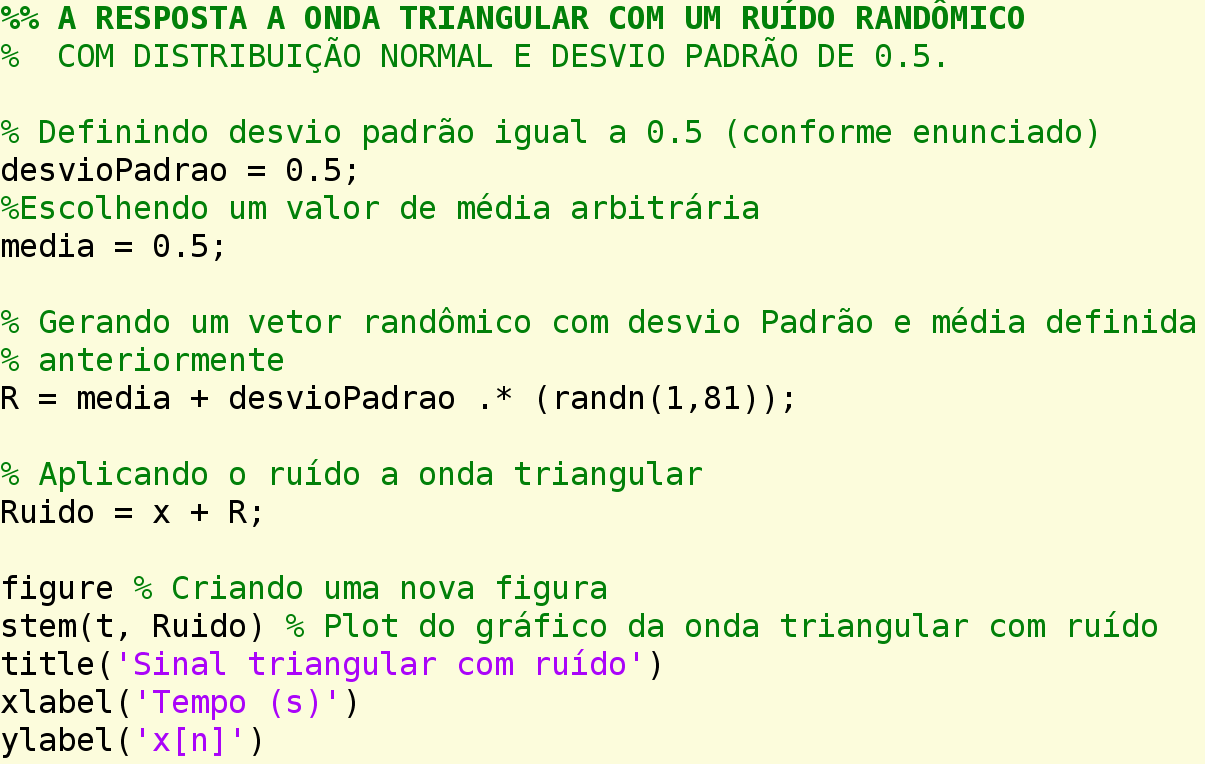 %% A RESPOSTA A ONDA TRIANGULAR COM UM RUÍDO RANDÔMICO
%  COM DISTRIBUIÇÃO NORMAL E DESVIO PADRÃO DE 0.5.
% Definindo desvio padrão igual a 0.5 (conforme enunciado)
desvioPadrao = 0.5;
%Escolhendo um valor de média arbitrária
media = 0.5;
% Gerando um vetor randômico com desvio Padrão e média definida
% anteriormente
R = media + desvioPadrao .* (randn(1,81));
% Aplicando o ruído a onda triangular
Ruido = x + R;
figure % Criando uma nova figura
stem(t, Ruido) % Plot do gráfico da onda triangular com ruído
title('Sinal triangular com ruído')
xlabel('Tempo (s)')
ylabel('x[n]')